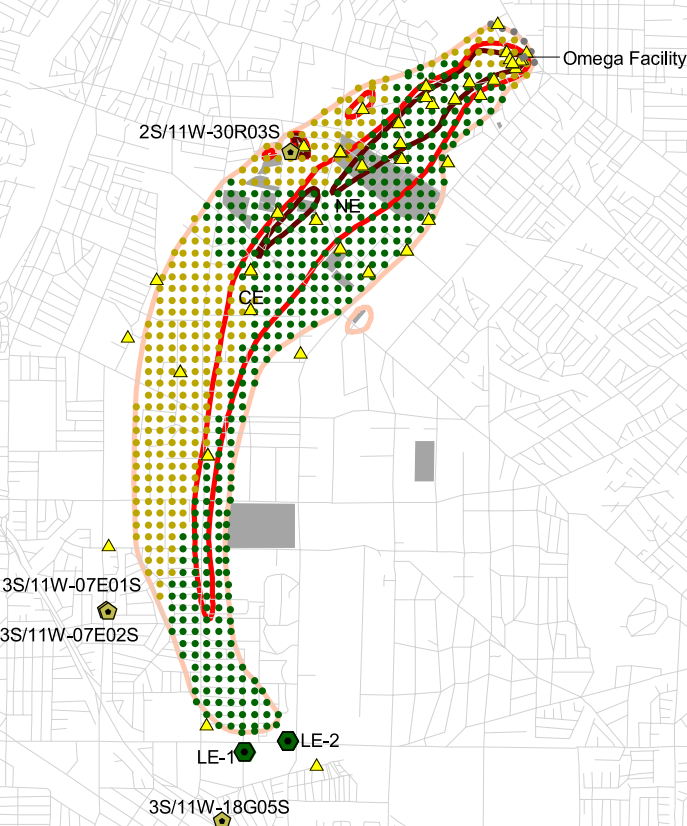 Omega Facility
2S/11W-30R03S
NE
CE
3S/11W-07E01S
3S/11W-07E02S
LE-2
LE-1
3S/11W-18G05S